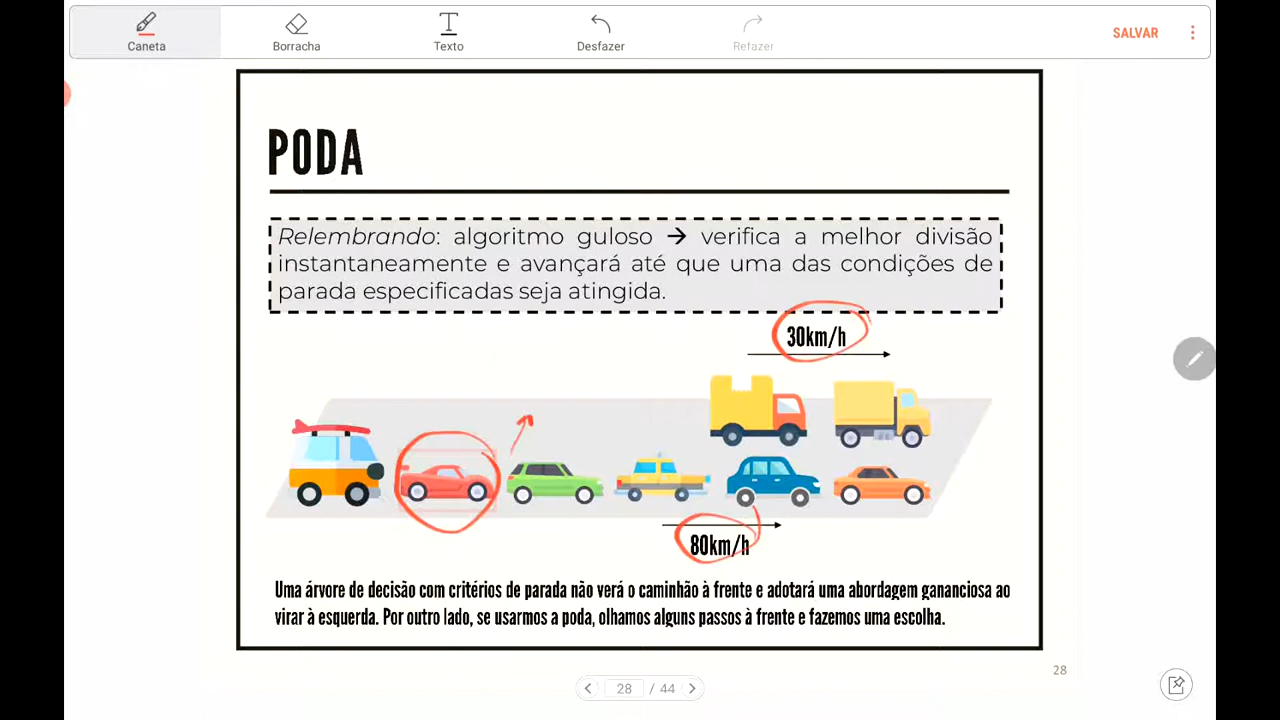 Caneta
Borracha
Texto
Desfazer
Refazer
SALVAR
PODA
Relembrando: algoritmo guloso → verifica a melhor divisão
instantaneamente e avançará até que uma das condições de
parada especificadas seja atingida.
30km/h
80km/h
Uma árvore de decisão com critérios de parada não verá o caminhão à frente e adotará uma abordagem gananciosa ao
virar à esquerda. Por outro lado, se usarmos a poda, olhamos alguns passos à frente e fazemos uma escolha.
28
28 / 44